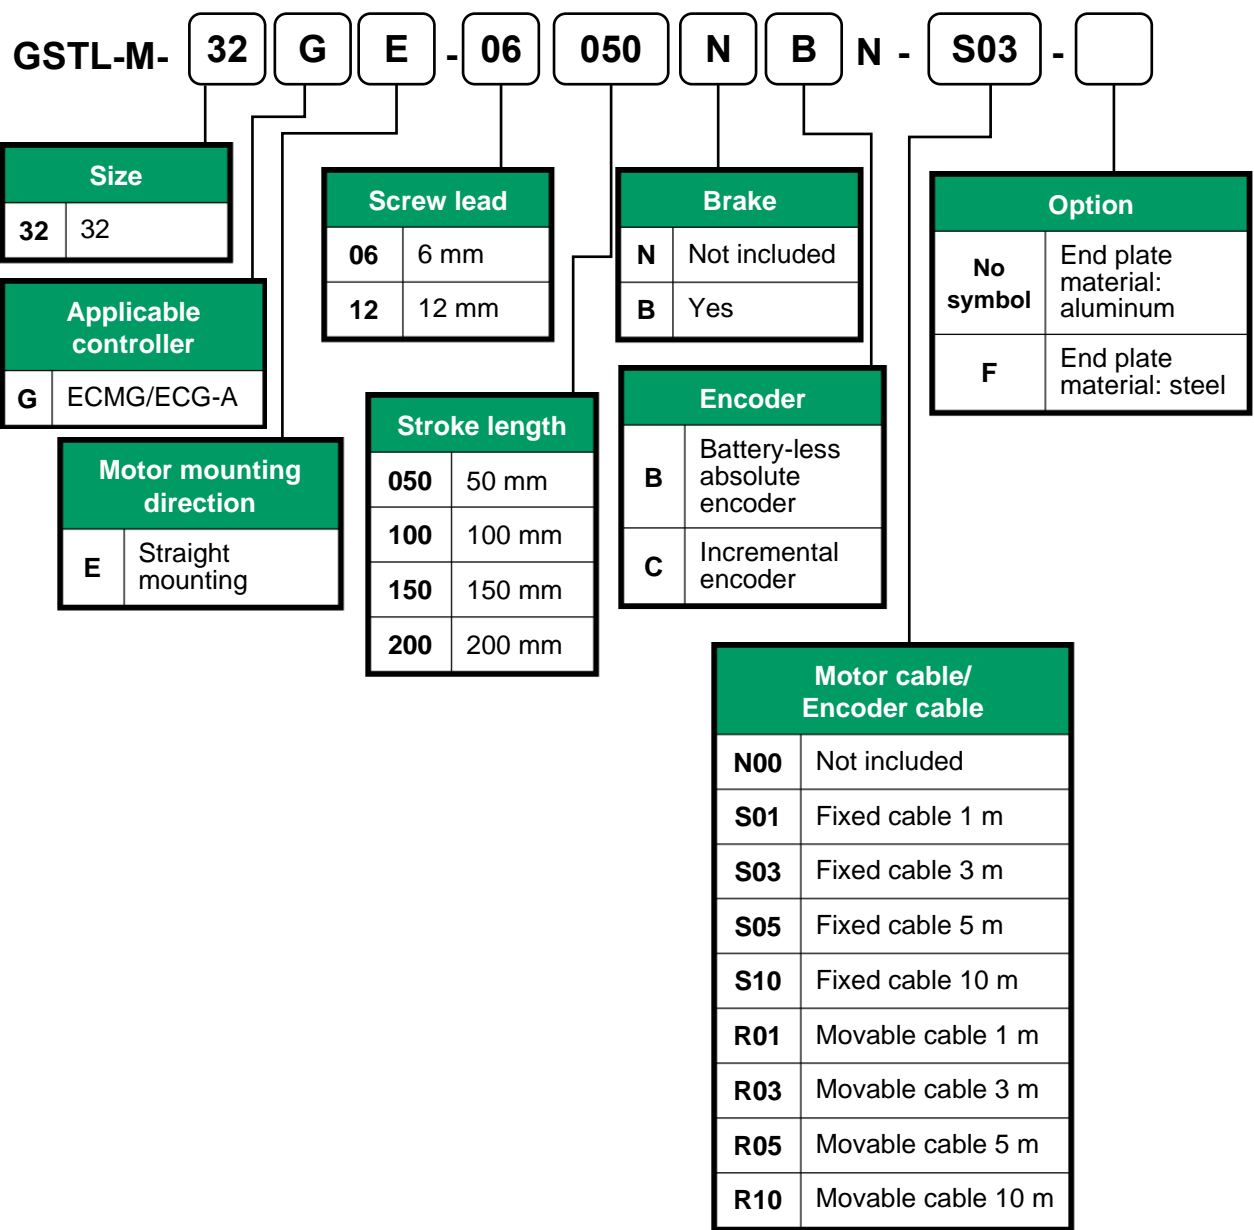 GSTL-M- 32 G E - 06 050 N B N - S03 -
Size
32 32
Applicable
controller
G ECMG/ECG-A
Motor mounting
direction
E Straight
mounting
Screw lead
06 6 mm
12 12 mm
Stroke length
050 50 mm
100 100 mm
150 150 mm
200 200 mm
Brake
N Not included
B Yes
Encoder
B Battery-less
absolute
encoder
C Incremental
encoder
Motor cable/
Encoder cable
N00 Not included
S01 Fixed cable 1 m
S03 Fixed cable 3 m
S05 Fixed cable 5 m
S10 Fixed cable 10 m
R01 Movable cable 1 m
R03 Movable cable 3 m
R05 Movable cable 5 m
R10 Movable cable 10 m
Option
No
symbol
End plate
material:
aluminum
F End plate
material: steel